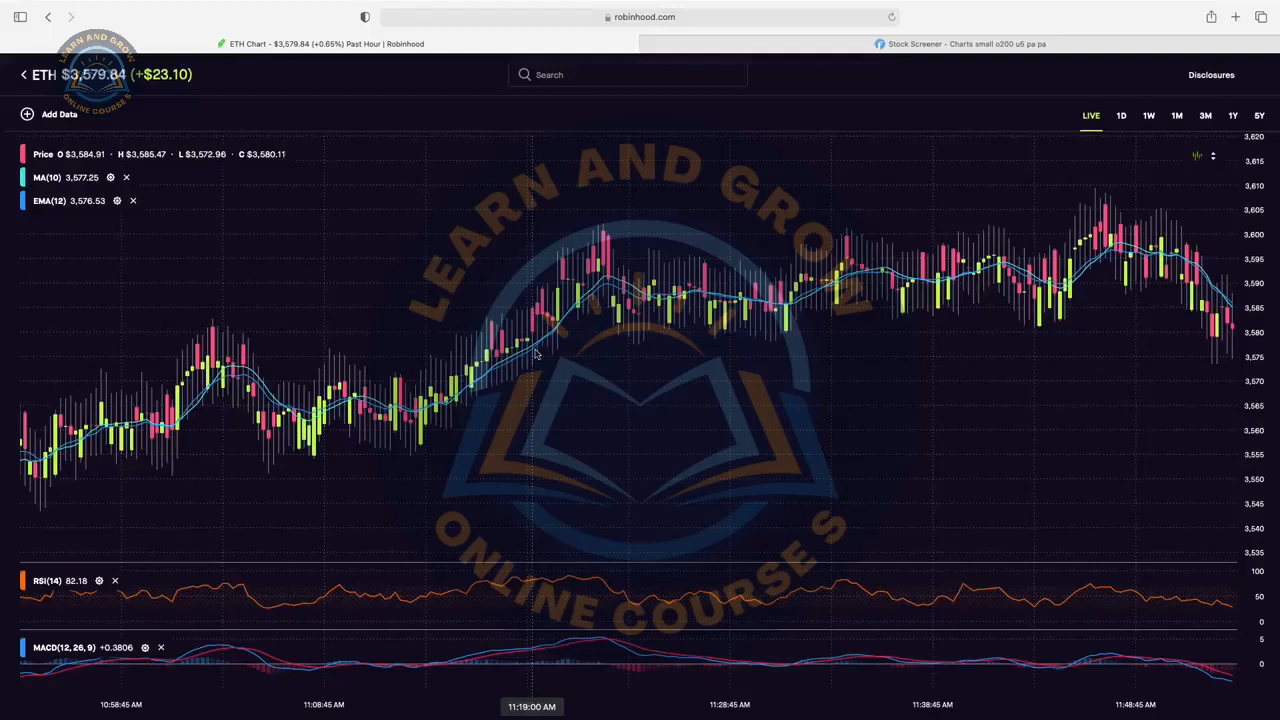 robinhood.com
ETH Chart - $3,579.84 (+0.65%) Past Hour | Robinhood
Stock Screener - Charts small o200 u5 pa pa
ETH $3,579.84 (+$23.10)
Search
Disclosures
Add Data
LIVE 1D 1W 1M 3M 1Y 5Y
Price O $3,584.91 · H $3,585.47 · L $3,572.96 · C $3,580.11
MA(10) 3,577.25
EMA(12) 3,576.53
3,620
3,615
3,610
3,605
3,600
3,595
3,590
3,585
3,580
3,575
3,570
3,565
3,560
3,555
3,550
3,545
3,540
3,535
RSI(14) 82.18
100
50
0
MACD(12, 26, 9) +0.3806
5
0
10:58:45 AM 11:08:45 AM 11:19:00 AM 11:28:45 AM 11:38:45 AM 11:48:45 AM
LEARN AND GROW
ONLINE COURSES
LEARN AND GROW
ONLINE COURSES